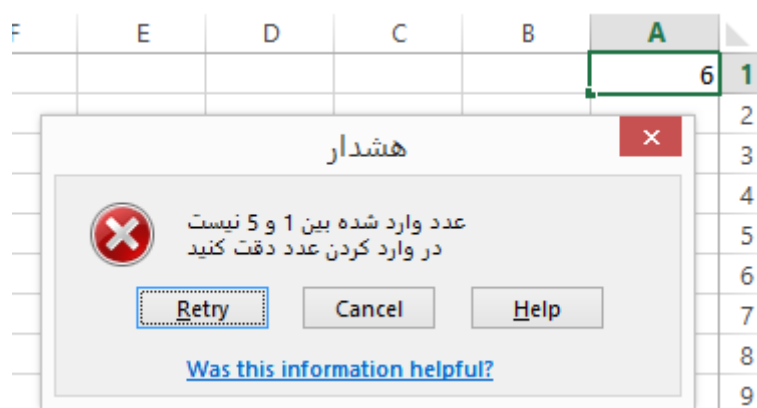 F E D C B A
6 1
2
هشدار
3
4
عدد وارد شده بین 1 و 5 نیست
5
در وارد کردن عدد دقت کنید
6
Retry Cancel Help
7
Was this information helpful?
8
9